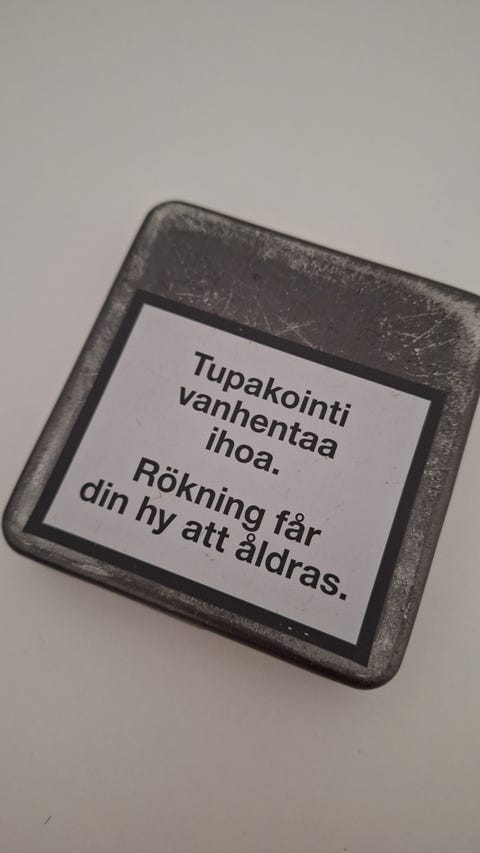 Tupakointi
vanhentaa
ihoa.
Rökning får
din hy att åldras.